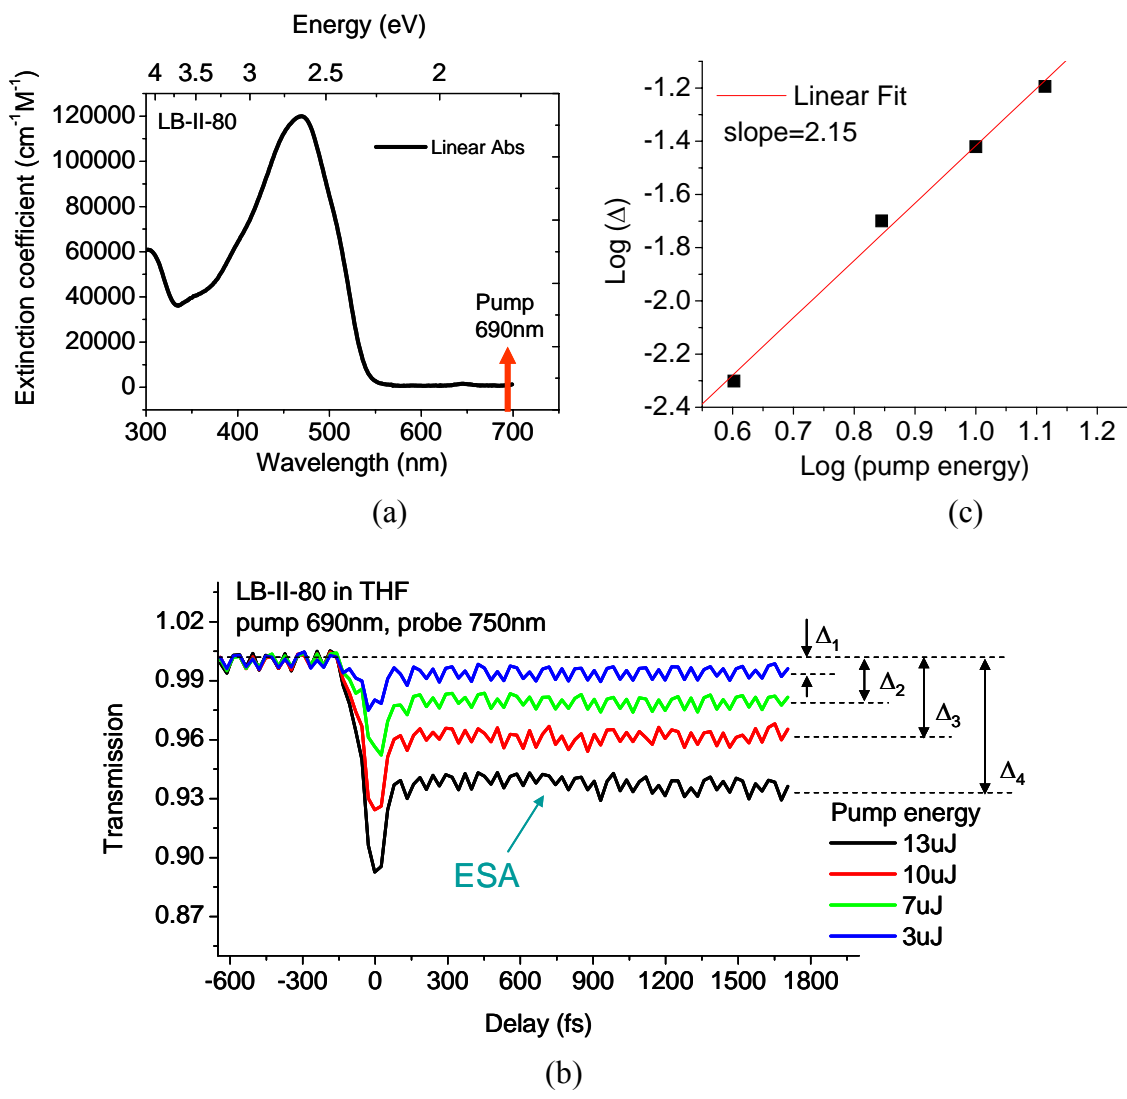 Energy (eV)
4 3.5 3 2.5 2
Extinction coefficient (cm⁻¹M⁻¹)
120000
100000
80000
60000
40000
20000
0
LB-II-80
Linear Abs
Pump
690nm
300 400 500 600 700
Wavelength (nm)
(a)
Log (Δ)
-1.2
-1.4
-1.6
-1.8
-2.0
-2.2
-2.4
Linear Fit
slope=2.15
0.6 0.7 0.8 0.9 1.0 1.1 1.2
Log (pump energy)
(c)
Transmission
1.02
0.99
0.96
0.93
0.90
0.87
LB-II-80 in THF
pump 690nm, probe 750nm
Δ₁
Δ₂
Δ₃
Δ₄
ESA
Pump energy
13uJ
10uJ
7uJ
3uJ
-600 -300 0 300 600 900 1200 1500 1800
Delay (fs)
(b)